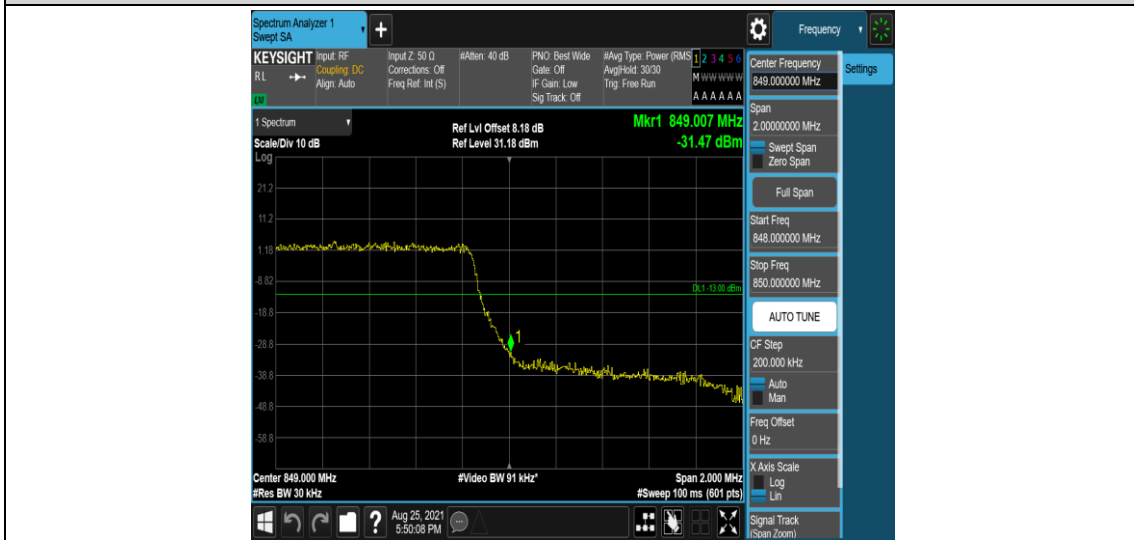 Spectrum Analyzer 1
Swept SA
+
Frequency
KEYSIGHT
RL
LXI
Input: RF
Coupling: DC
Align: Auto
Input Z: 50 Ω
Corrections: Off
Freq Ref: Int (S)
#Atten: 40 dB
PNO: Best Wide
Gate: Off
IF Gain: Low
Sig Track: Off
#Avg Type: Power (RMS
Avg|Hold: 30/30
Trig: Free Run
1 2 3 4 5 6
M W W W W W
A A A A A A
1 Spectrum
Scale/Div 10 dB
Log
Ref Lvl Offset 8.18 dB
Ref Level 31.18 dBm
Mkr1 849.007 MHz
-31.47 dBm
21.2
11.2
1.18
-8.82
-18.8
-28.8
-38.8
-48.8
-58.8
DL1 -13.00 dBm
1
Center 849.000 MHz
#Res BW 30 kHz
#Video BW 91 kHz*
Span 2.000 MHz
#Sweep 100 ms (601 pts)
?
Aug 25, 2021
5:50:08 PM
Center Frequency
849.000000 MHz
Settings
Span
2.00000000 MHz
Swept Span
Zero Span
Full Span
Start Freq
848.000000 MHz
Stop Freq
850.000000 MHz
AUTO TUNE
CF Step
200.000 kHz
Auto
Man
Freq Offset
0 Hz
X Axis Scale
Log
Lin
Signal Track
(Span Zoom)